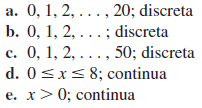 a. 0, 1, 2, . . . , 20; discreta
b. 0, 1, 2, . . . ; discreta
c. 0, 1, 2, . . . , 50; discreta
d. 0 ≤ x ≤ 8; continua
e. x > 0; continua